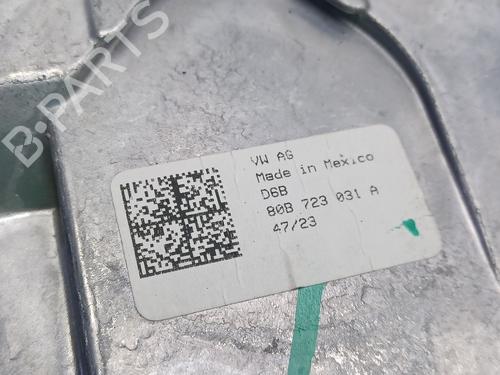 B-PARTS
VW AG
Made in Mexico
D6B
80B 723 031 A
47/23